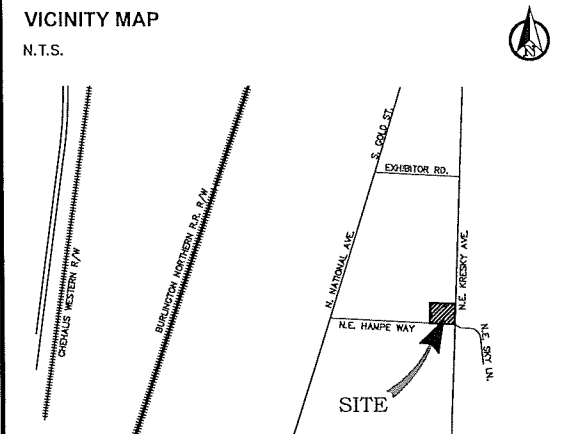 VICINITY MAP
N.T.S.
N
S. GOLD ST.
EXHIBITOR RD.
BURLINGTON NORTHERN R.R. R/W
CHEHALIS WESTERN R/W
N. NATIONAL AVE.
N.E. KRESKY AVE.
N.E. HAMPE WAY
N.E. SKY LN.
SITE